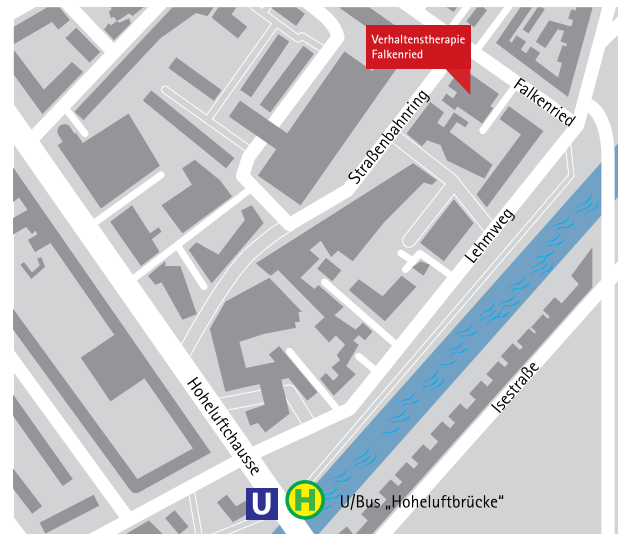 Verhaltenstherapie
Falkenried
Falkenried
Straßenbahnring
Lehmweg
Isestraße
Hoheluftchausse
U
H
U/Bus „Hoheluftbrücke“